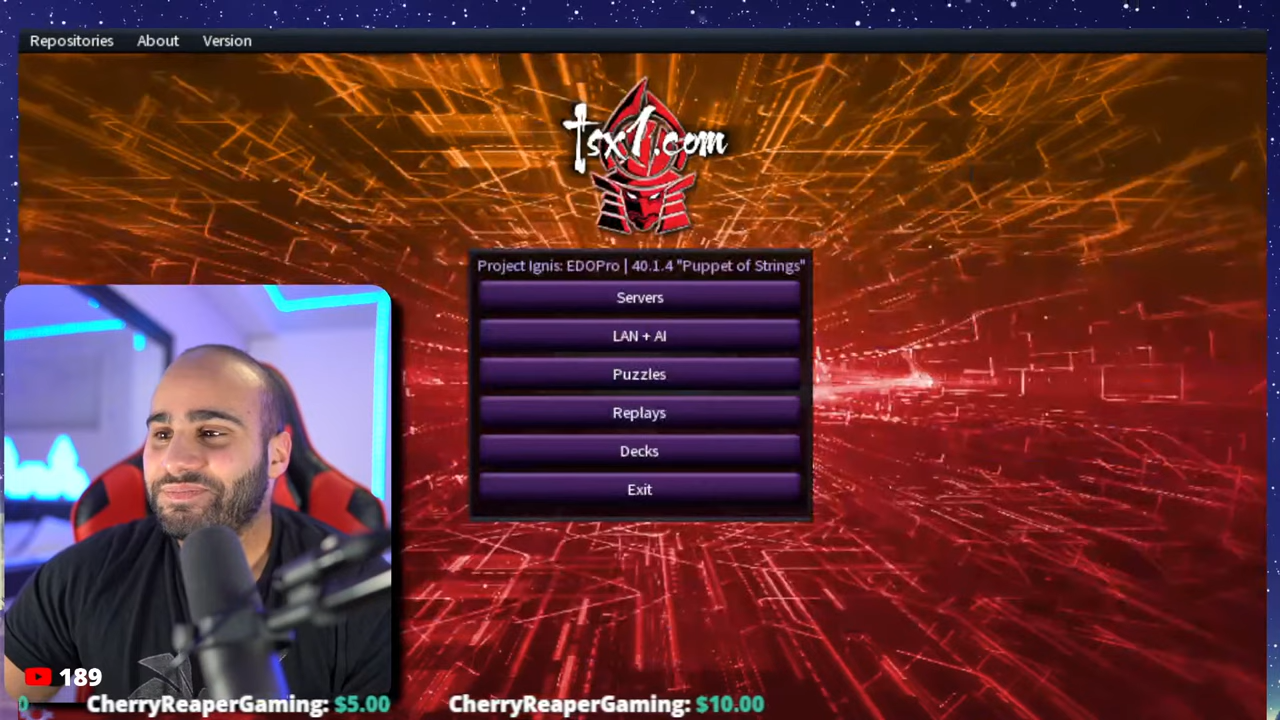 Repositories About Version
tsx1.com
Project Ignis: EDOPro | 40.1.4 "Puppet of Strings"
Servers
LAN + AI
Puzzles
Replays
Decks
Exit
189
0 CherryReaperGaming: $5.00 CherryReaperGaming: $10.00